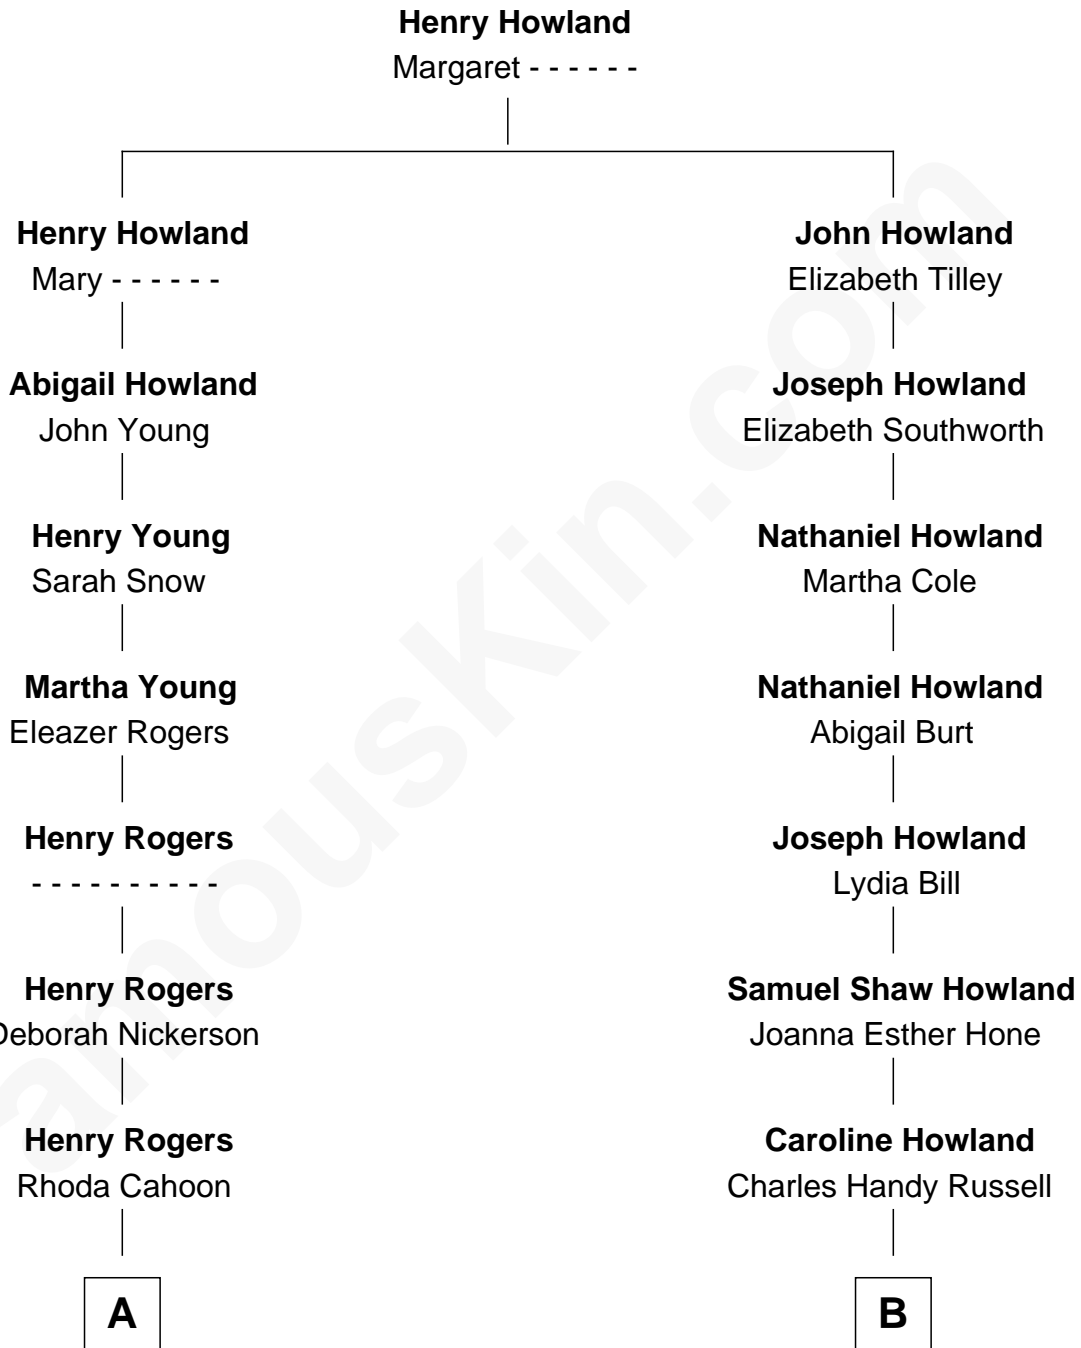 Henry Howland
Margaret - - - - - -
Henry Howland
Mary - - - - - -
John Howland
Elizabeth Tilley
Abigail Howland
John Young
Joseph Howland
Elizabeth Southworth
Henry Young
Sarah Snow
Nathaniel Howland
Martha Cole
Martha Young
Eleazer Rogers
Nathaniel Howland
Abigail Burt
Henry Rogers
- - - - - - - - - -
Joseph Howland
Lydia Bill
Henry Rogers
Deborah Nickerson
Samuel Shaw Howland
Joanna Esther Hone
Henry Rogers
Rhoda Cahoon
Caroline Howland
Charles Handy Russell
A
B
amouskin.com